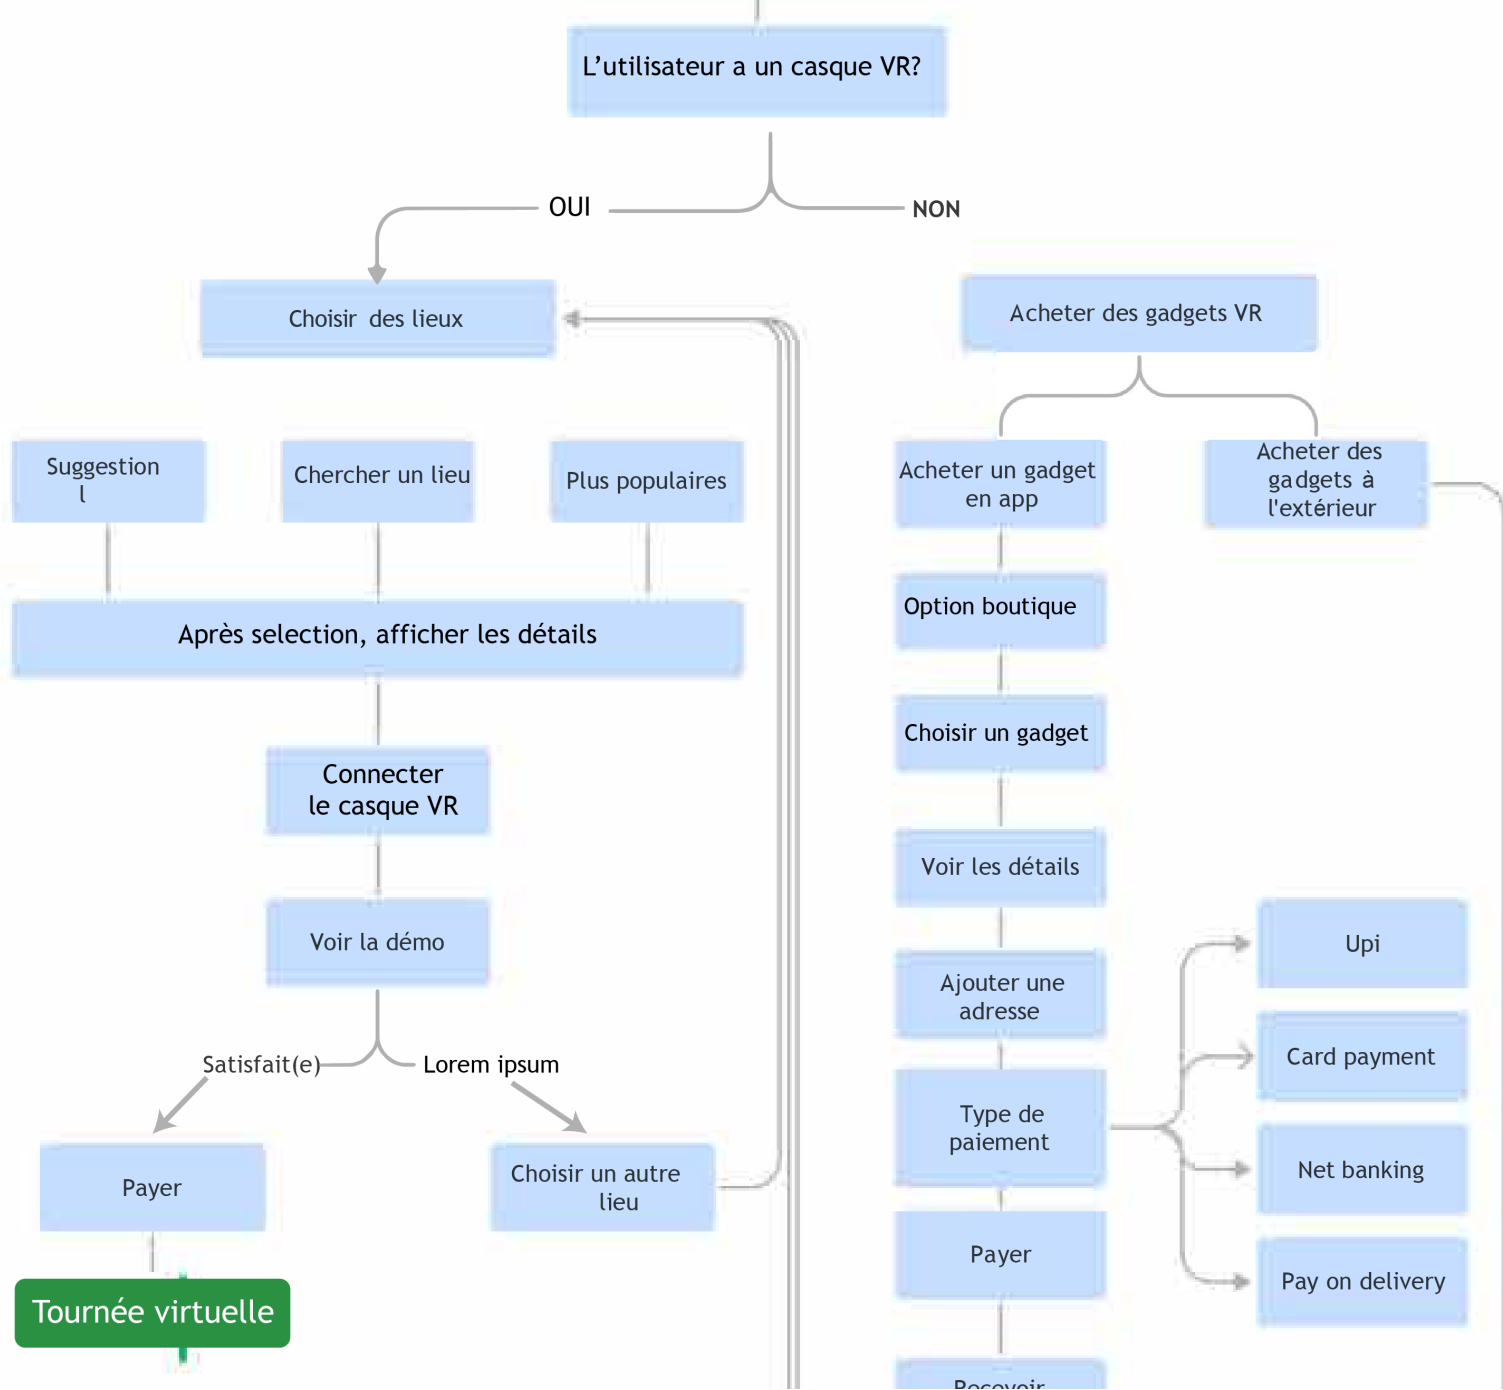 L’utilisateur a un casque VR?
OUI
NON
Choisir des lieux
Acheter des gadgets VR
Suggestion
l
Chercher un lieu
Plus populaires
Acheter un gadget
en app
Acheter des
gadgets à
l'extérieur
Après selection, afficher les détails
Option boutique
Connecter
le casque VR
Choisir un gadget
Voir les détails
Voir la démo
Ajouter une
adresse
Upi
Satisfait(e)
Lorem ipsum
Card payment
Type de
paiement
Net banking
Payer
Choisir un autre
lieu
Payer
Pay on delivery
Tournée virtuelle
Recevoir